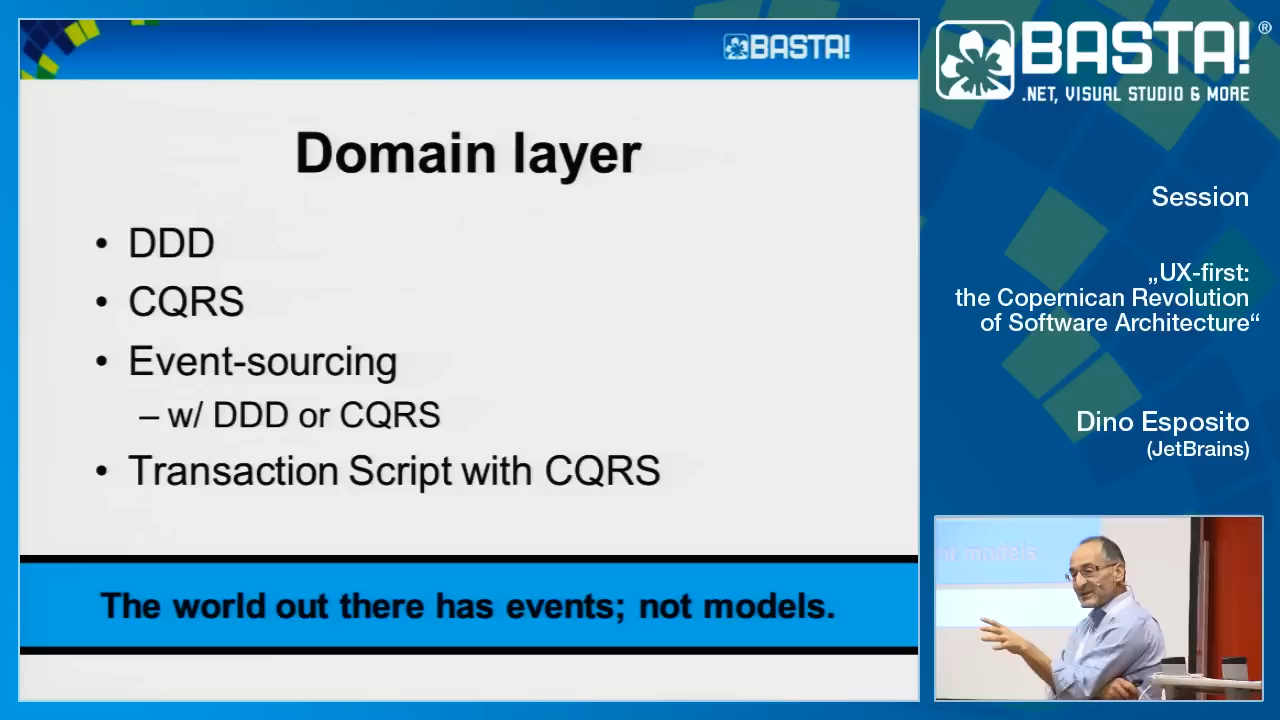 BASTA!
Domain layer
• DDD
• CQRS
• Event-sourcing
– w/ DDD or CQRS
• Transaction Script with CQRS
The world out there has events; not models.
BASTA!®
.NET, VISUAL STUDIO & MORE
Session
„UX-first:
the Copernican Revolution
of Software Architecture“
Dino Esposito
(JetBrains)
models.